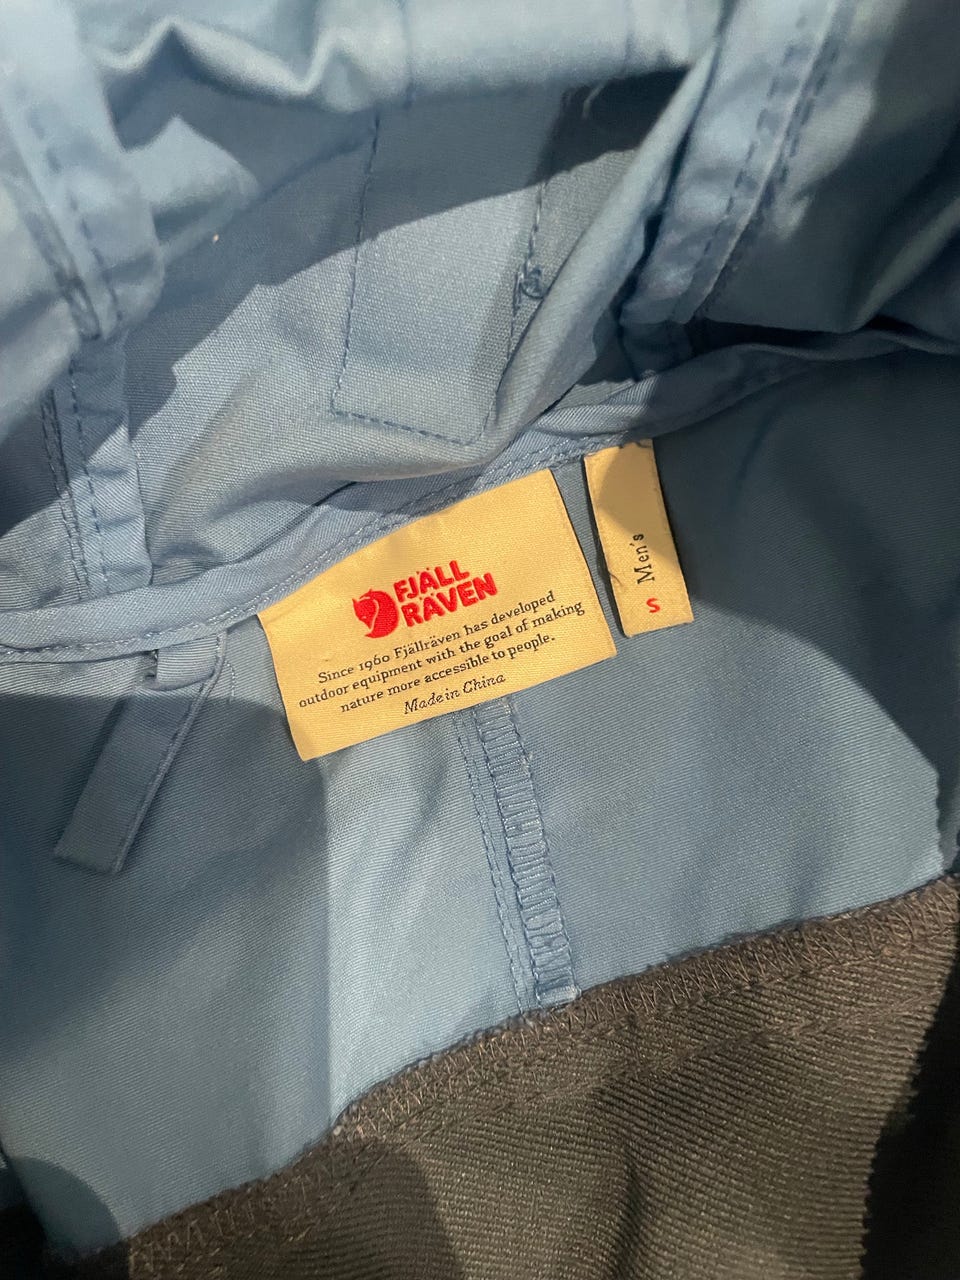 FJÄLL
RÄVEN
Since 1960 Fjällräven has developed
outdoor equipment with the goal of making
nature more accessible to people.
Made in China
Men's
S